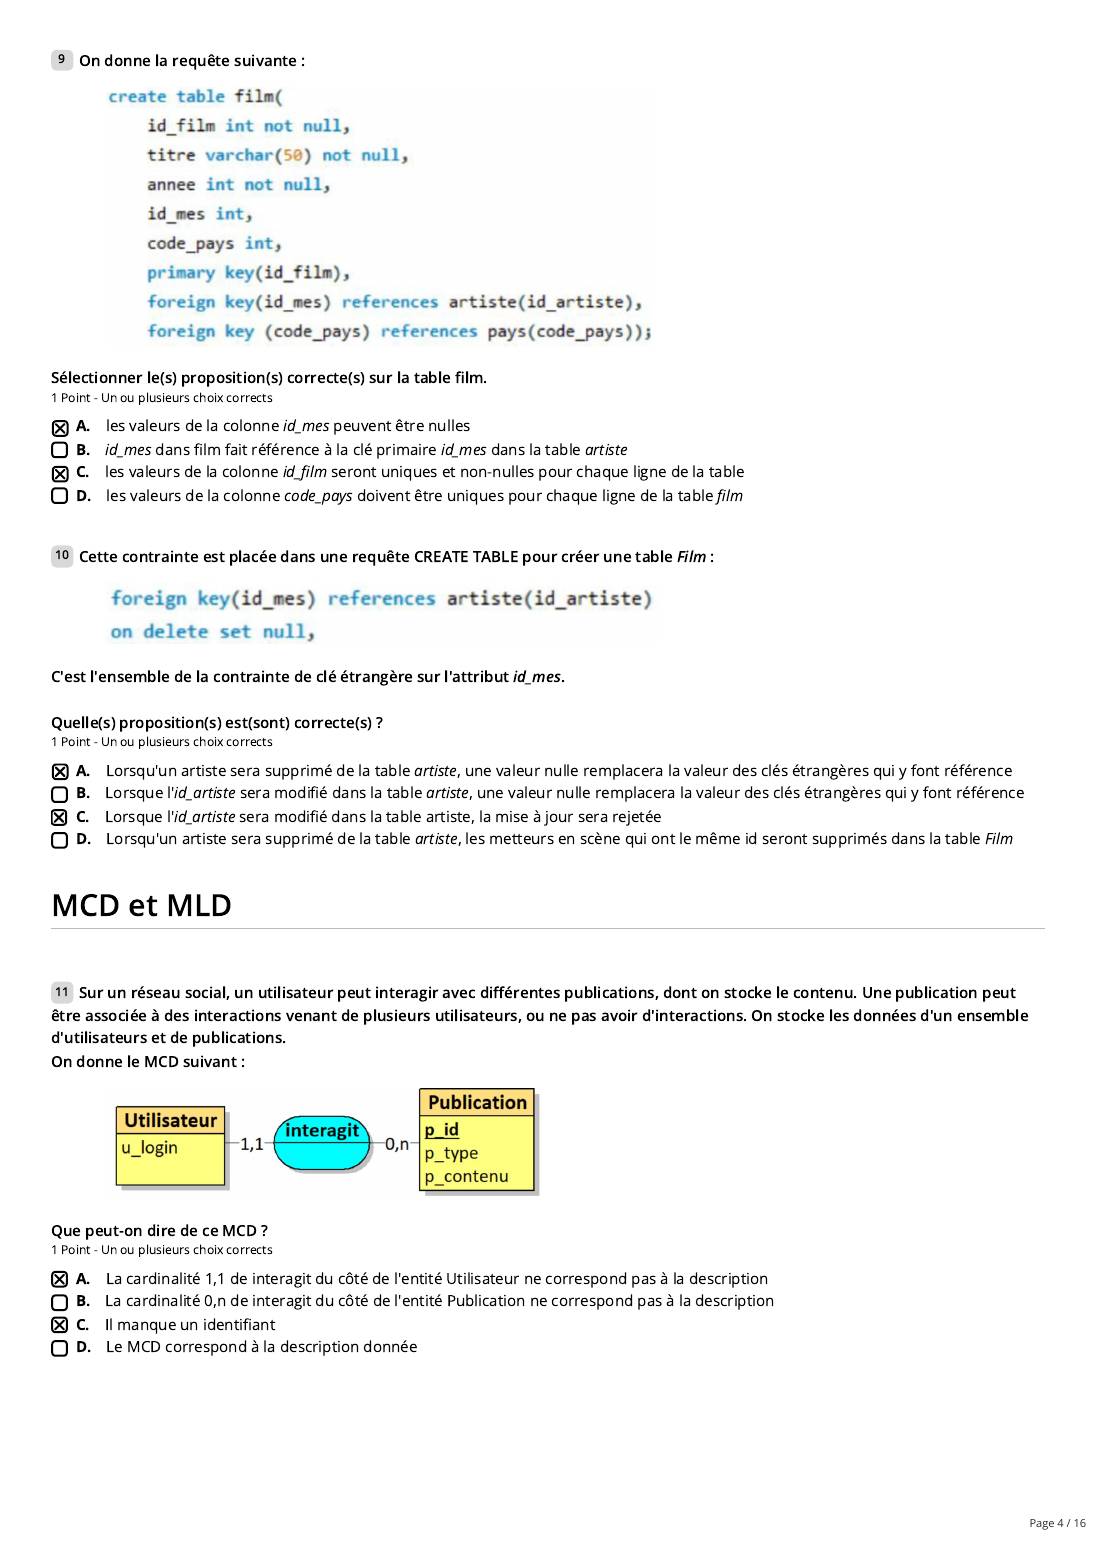 9 On donne la requête suivante :
create table film(
id_film int not null,
titre varchar(50) not null,
annee int not null,
id_mes int,
code_pays int,
primary key(id_film),
foreign key(id_mes) references artiste(id_artiste),
foreign key (code_pays) references pays(code_pays));
Sélectionner le(s) proposition(s) correcte(s) sur la table film.
1 Point - Un ou plusieurs choix corrects
A. les valeurs de la colonne id_mes peuvent être nulles
B. id_mes dans film fait référence à la clé primaire id_mes dans la table artiste
C. les valeurs de la colonne id_film seront uniques et non-nulles pour chaque ligne de la table
D. les valeurs de la colonne code_pays doivent être uniques pour chaque ligne de la table film
10 Cette contrainte est placée dans une requête CREATE TABLE pour créer une table Film :
foreign key(id_mes) references artiste(id_artiste)
on delete set null,
C'est l'ensemble de la contrainte de clé étrangère sur l'attribut id_mes.
Quelle(s) proposition(s) est(sont) correcte(s) ?
1 Point - Un ou plusieurs choix corrects
A. Lorsqu'un artiste sera supprimé de la table artiste, une valeur nulle remplacera la valeur des clés étrangères qui y font référence
B. Lorsque l'id_artiste sera modifié dans la table artiste, une valeur nulle remplacera la valeur des clés étrangères qui y font référence
C. Lorsque l'id_artiste sera modifié dans la table artiste, la mise à jour sera rejetée
D. Lorsqu'un artiste sera supprimé de la table artiste, les metteurs en scène qui ont le même id seront supprimés dans la table Film
MCD et MLD
11 Sur un réseau social, un utilisateur peut interagir avec différentes publications, dont on stocke le contenu. Une publication peut
être associée à des interactions venant de plusieurs utilisateurs, ou ne pas avoir d'interactions. On stocke les données d'un ensemble
d'utilisateurs et de publications.
On donne le MCD suivant :
Utilisateur
u_login
1,1
interagit
0,n
Publication
p_id
p_type
p_contenu
Que peut-on dire de ce MCD ?
1 Point - Un ou plusieurs choix corrects
A. La cardinalité 1,1 de interagit du côté de l'entité Utilisateur ne correspond pas à la description
B. La cardinalité 0,n de interagit du côté de l'entité Publication ne correspond pas à la description
C. Il manque un identifiant
D. Le MCD correspond à la description donnée
Page 4 / 16